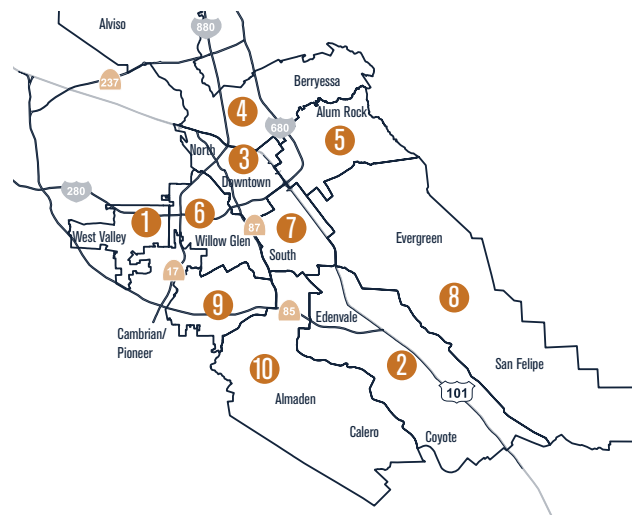 Alviso
880
Berryessa
237
4
Alum Rock
680
5
North
3
Downtown
280
1
6
7
87
West Valley
Willow Glen
Evergreen
South
17
8
9
85
Edenvale
Cambrian/
Pioneer
10
2
San Felipe
101
Almaden
Calero
Coyote